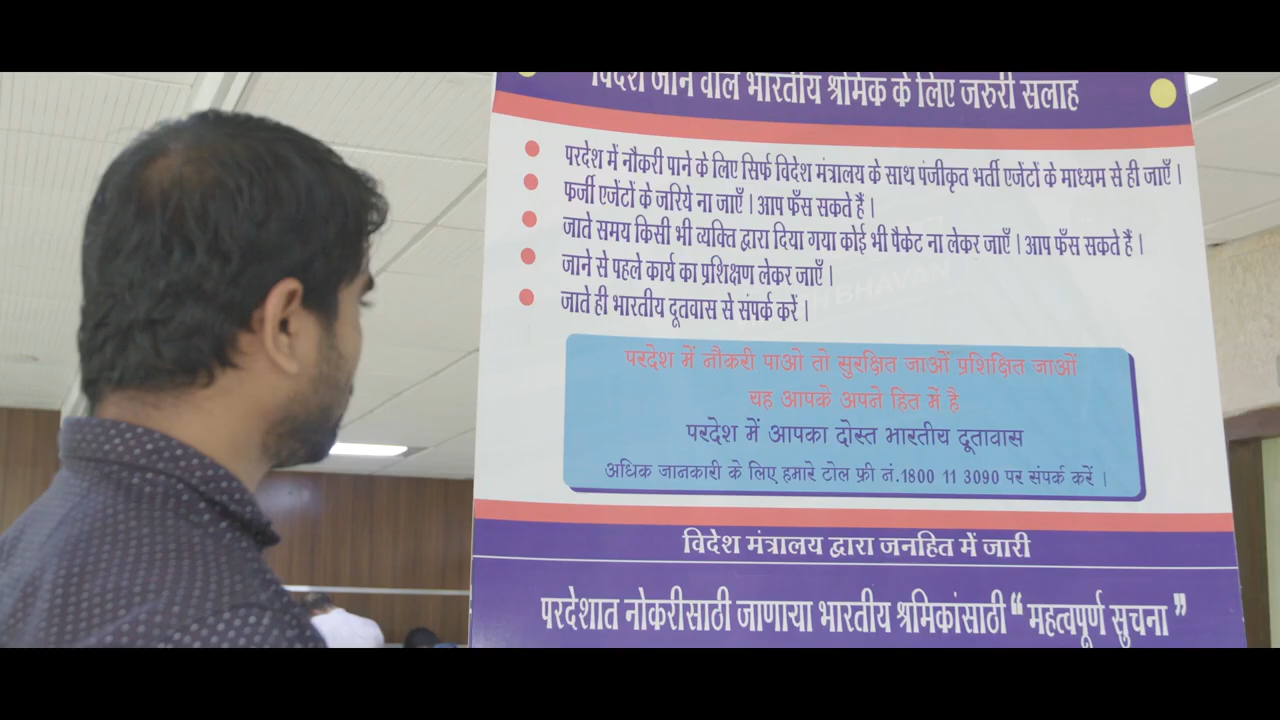 विदेश जाने वाले भारतीय श्रमिक के लिए जरुरी सलाह
परदेश में नौकरी पाने के लिए सिर्फ विदेश मंत्रालय के साथ पंजीकृत भर्ती एजेंटों के माध्यम से ही जाएँ ।
फर्जी एजेंटों के जरिये ना जाएँ । आप फँस सकते हैं ।
जाते समय किसी भी व्यक्ति द्वारा दिया गया कोई भी पैकेट ना लेकर जाएँ । आप फँस सकते हैं ।
जाने से पहले कार्य का प्रशिक्षण लेकर जाएँ ।
जाते ही भारतीय दूतवास से संपर्क करें ।
परदेश में नौकरी पाओ तो सुरक्षित जाओं प्रशिक्षित जाओं
यह आपके अपने हित में है
परदेश में आपका दोस्त भारतीय दूतावास
अधिक जानकारी के लिए हमारे टोल फ्री नं.1800 11 3090 पर संपर्क करें ।
विदेश मंत्रालय द्वारा जनहित में जारी
परदेशात नोकरीसाठी जाणाया भारतीय श्रमिकांसाठी “महत्वपूर्ण सुचना”